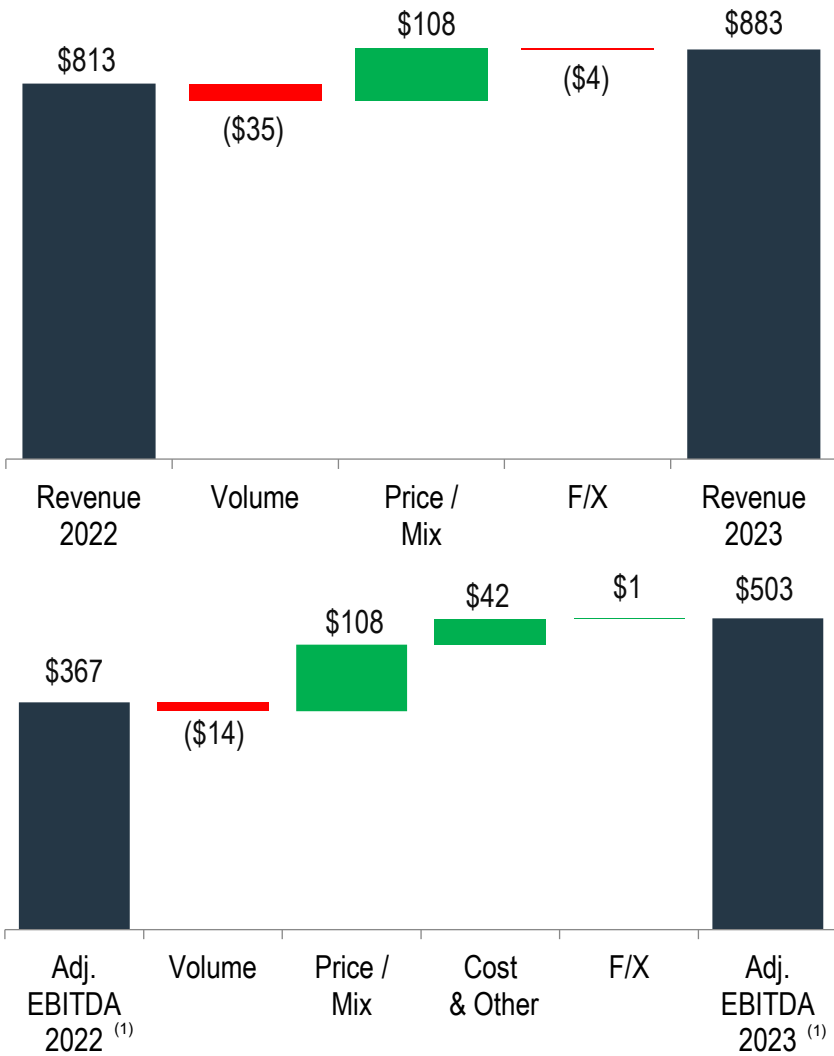 $813
($35)
$108
($4)
$883
Revenue
2022
Volume
Price /
Mix
F/X
Revenue
2023
$367
($14)
$108
$42
$1
$503
Adj.
EBITDA
2022 (1)
Volume
Price /
Mix
Cost
& Other
F/X
Adj.
EBITDA
2023 (1)